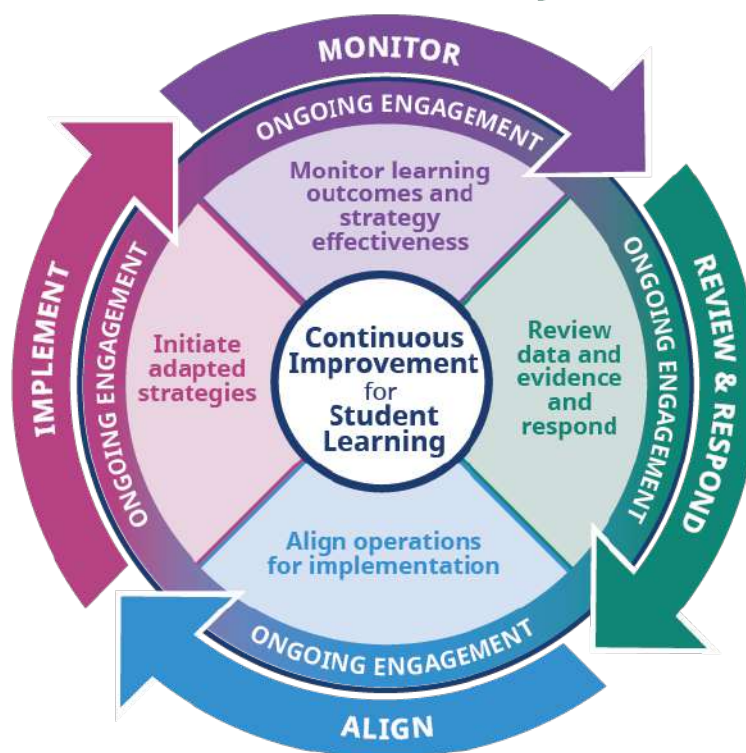 MONITOR
ONGOING ENGAGEMENT
Monitor learning
outcomes and
strategy
effectiveness
REVIEW & RESPOND
ONGOING ENGAGEMENT
Review
data and
evidence
and
respond
ALIGN
ONGOING ENGAGEMENT
Align operations
for implementation
IMPLEMENT
ONGOING ENGAGEMENT
Initiate
adapted
strategies
Continuous
Improvement
for
Student
Learning